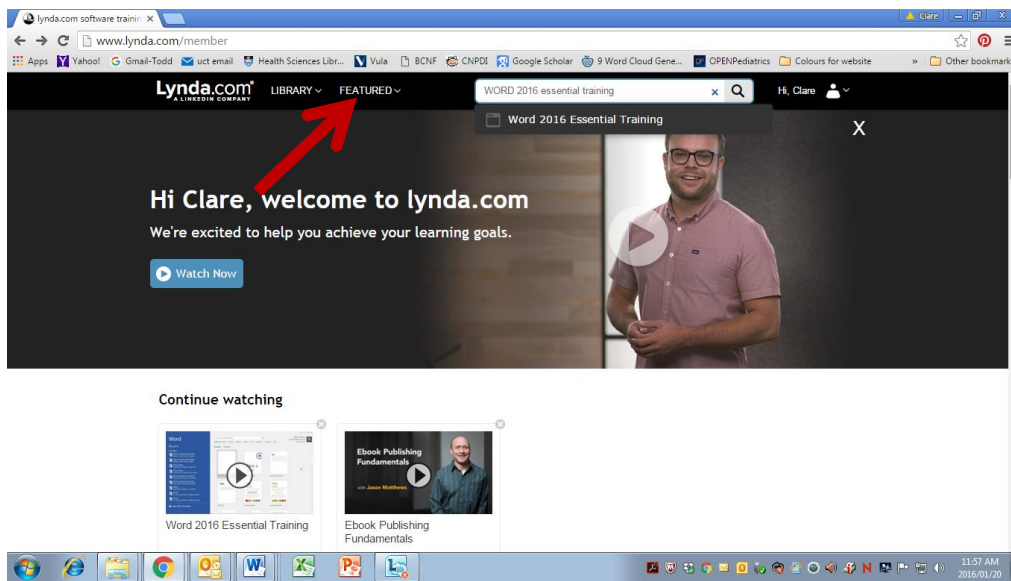 lynda.com software trainin
Clare
www.lynda.com/member
Apps Yahoo! Gmail-Todd uct email Health Sciences Libr... Vula BCNF CNPDI Google Scholar 9 Word Cloud Gene... OPENPediatrics Colours for website » Other bookmark
Lynda.com
A LINKEDIN COMPANY
LIBRARY FEATURED WORD 2016 essential training Hi, Clare
Word 2016 Essential Training
X
Hi Clare, welcome to lynda.com
We're excited to help you achieve your learning goals.
Watch Now
Continue watching
Word
Ebook Publishing
Fundamentals
with Jason Matthews
Word 2016 Essential Training
Ebook Publishing
Fundamentals
11:57 AM
2016/01/20